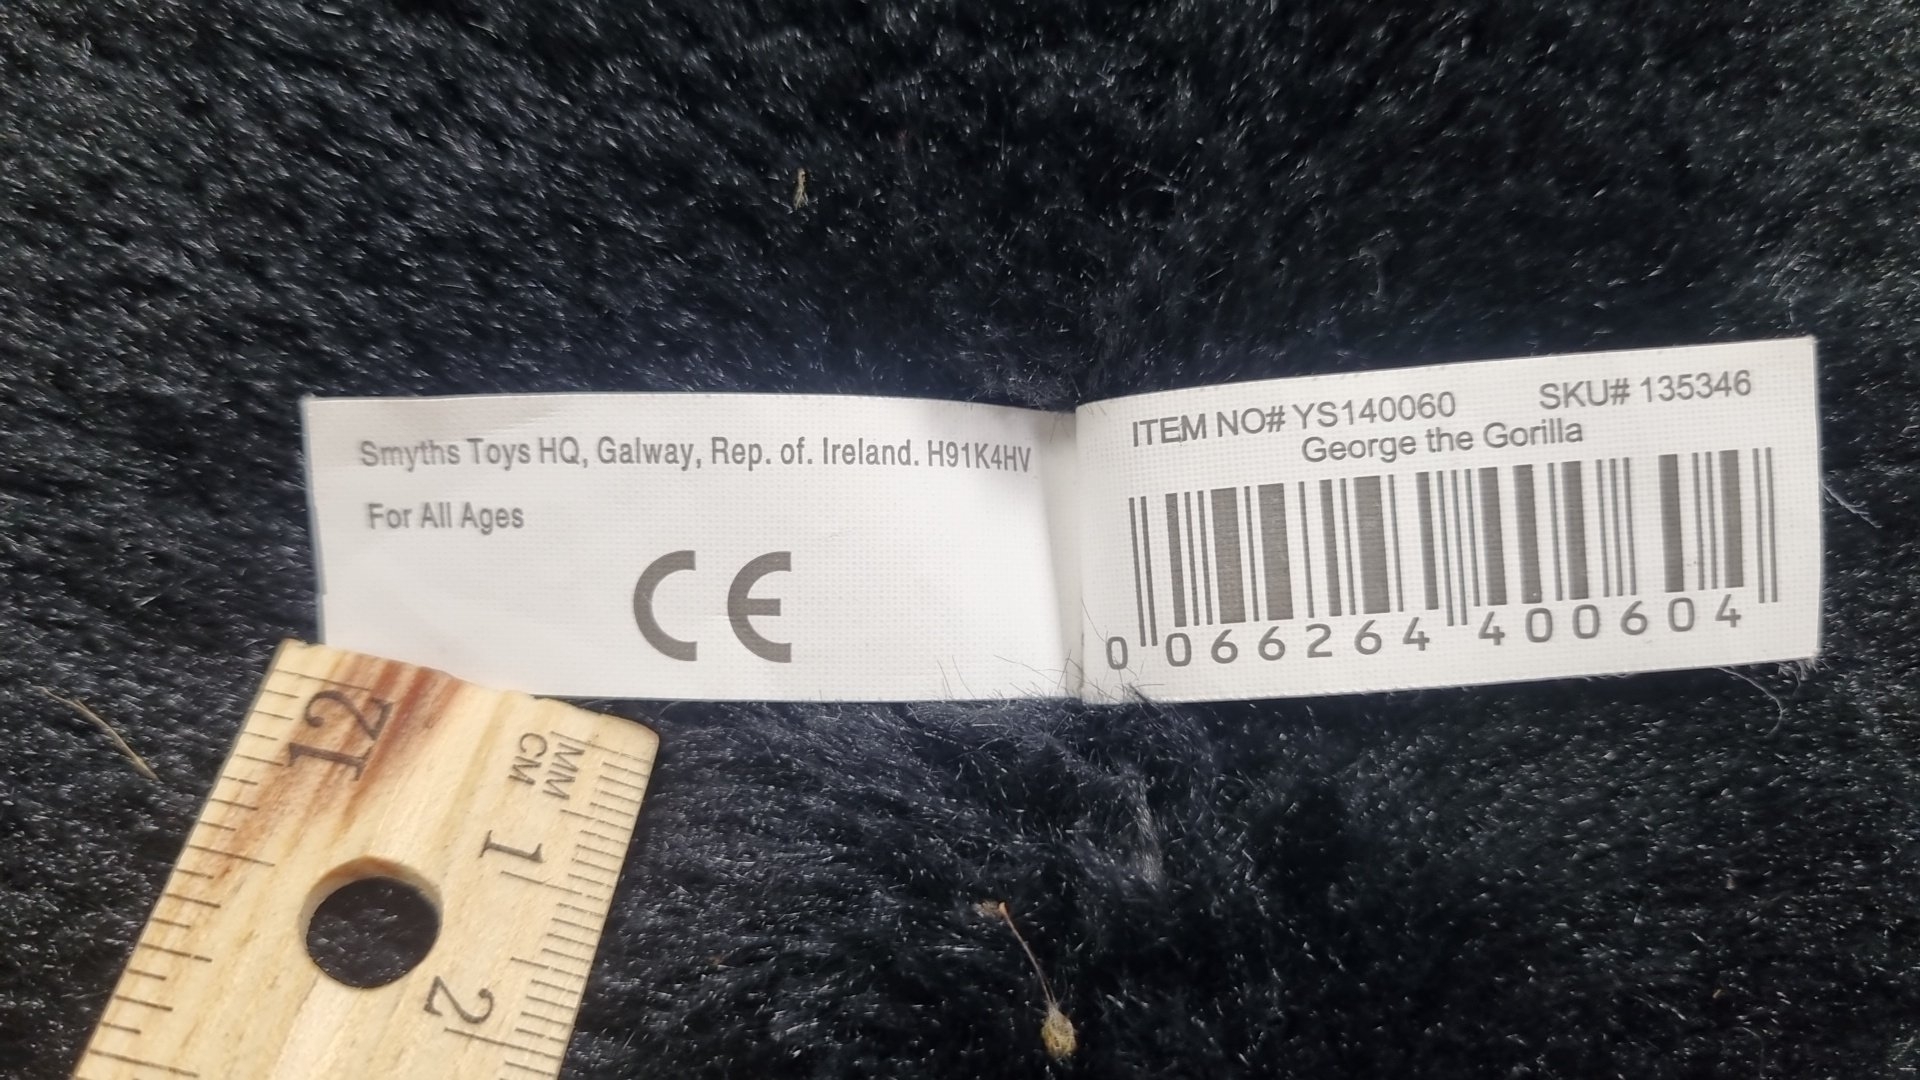 Smyths Toys HQ, Galway, Rep. of. Ireland. H91K4HV
For All Ages
CE
ITEM NO# YS140060 SKU# 135346
George the Gorilla
0 066264 400604
12
MM
CM
1
2